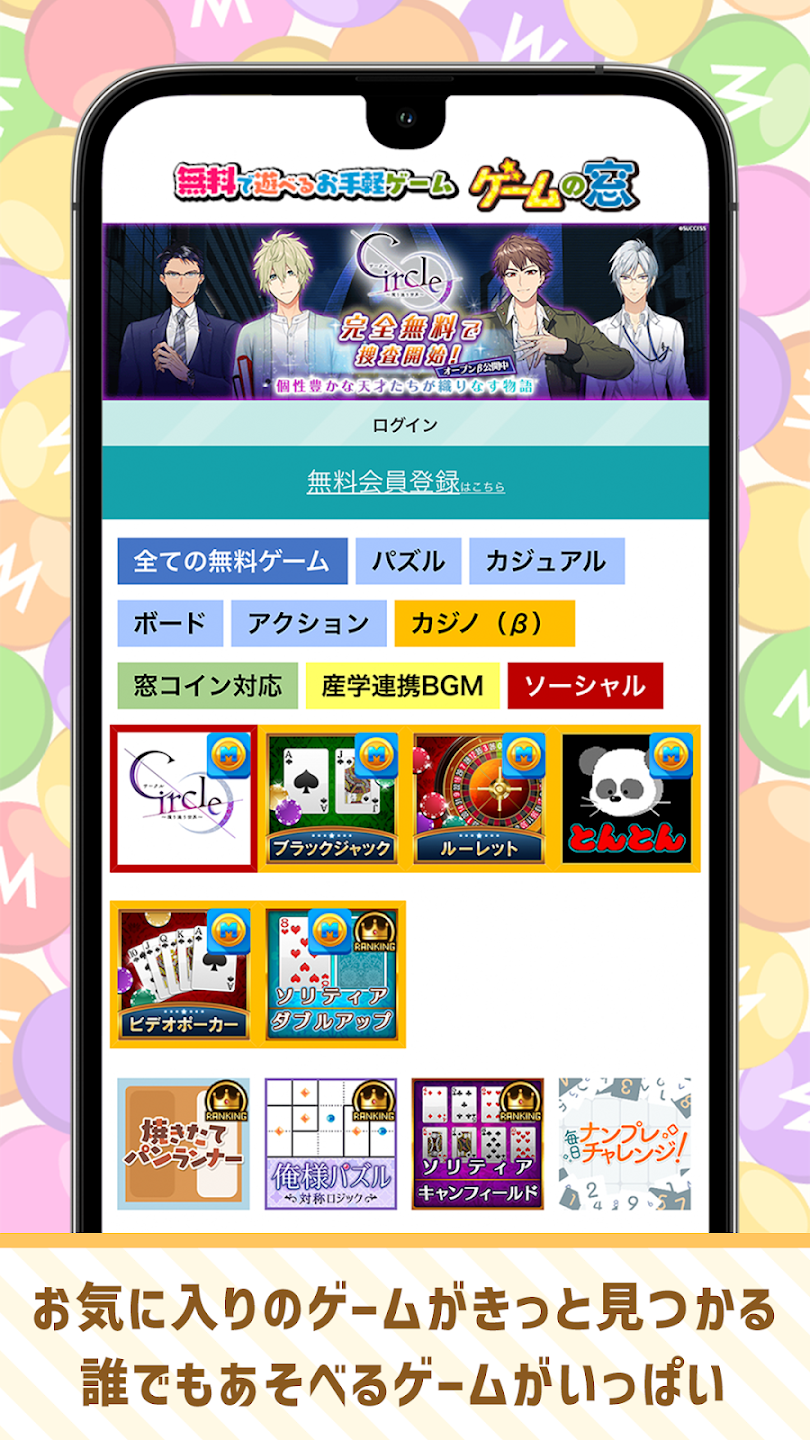 無料で遊べるお手軽ゲーム ゲームの窓
©SUCCESS
Circle
完全無料で
捜査開始!
オープンβ公開中
個性豊かな天才たちが織りなす物語
ログイン
無料会員登録はこちら
全ての無料ゲーム パズル カジュアル
ボード アクション カジノ(β)
窓コイン対応 産学連携BGM ソーシャル
サークル
Circle
ブラックジャック ルーレット とんとん
ビデオポーカー
RANKING
ソリティア
ダブルアップ
RANKING RANKING RANKING
焼きたて
パンランナー
俺様パズル
対称ロジック
ソリティア
キャンフィールド
毎日ナンプレ
チャレンジ!
お気に入りのゲームがきっと見つかる
誰でもあそべるゲームがいっぱい